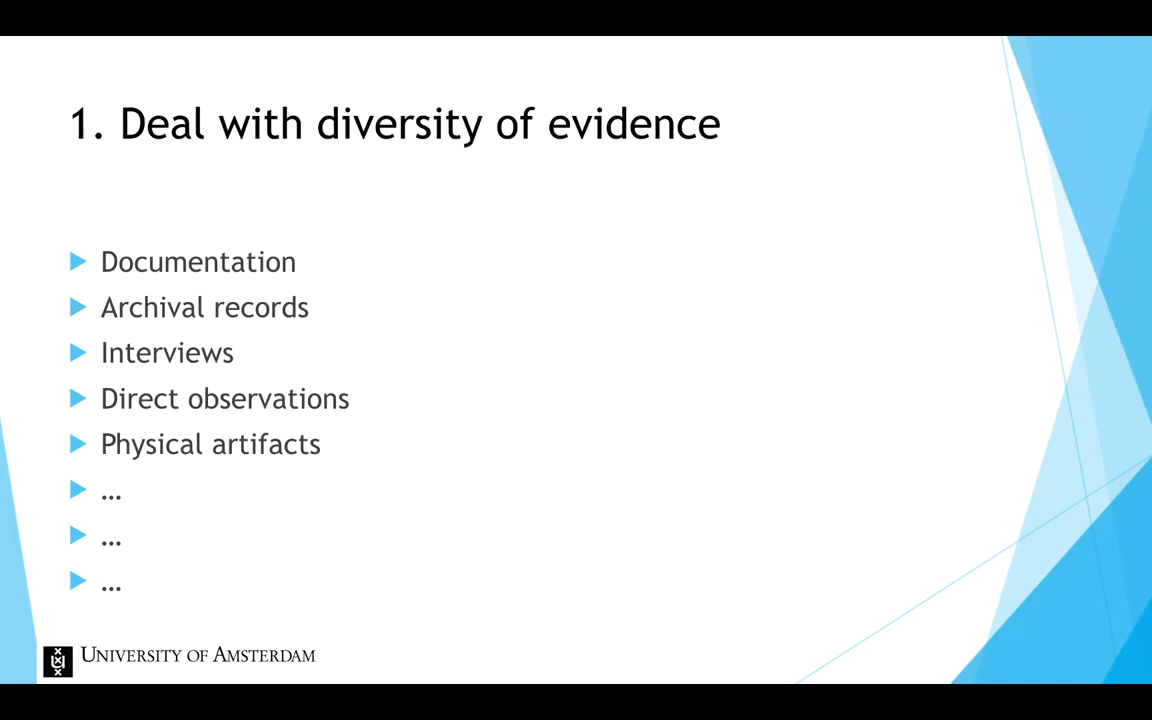 1. Deal with diversity of evidence
Documentation
Archival records
Interviews
Direct observations
Physical artifacts
…
…
…
UNIVERSITY OF AMSTERDAM